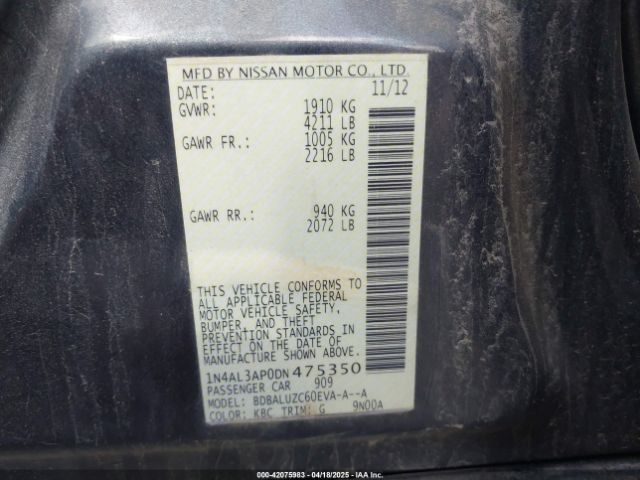 MFD BY NISSAN MOTOR CO., LTD.
DATE: 11/12
GVWR: 1910 KG
4211 LB
GAWR FR.: 1005 KG
2216 LB
GAWR RR.: 940 KG
2072 LB
THIS VEHICLE CONFORMS TO
ALL APPLICABLE FEDERAL
MOTOR VEHICLE SAFETY,
BUMPER, AND THEFT
PREVENTION STANDARDS IN
EFFECT ON THE DATE OF
MANUFACTURE SHOWN ABOVE.
1N4AL3AP0DN475350
PASSENGER CAR 909
MODEL: BDBALUZC60EVA-A--A
COLOR: KBC TRIM: G 9N00A
000-42075983 - 04/18/2025 - IAAI